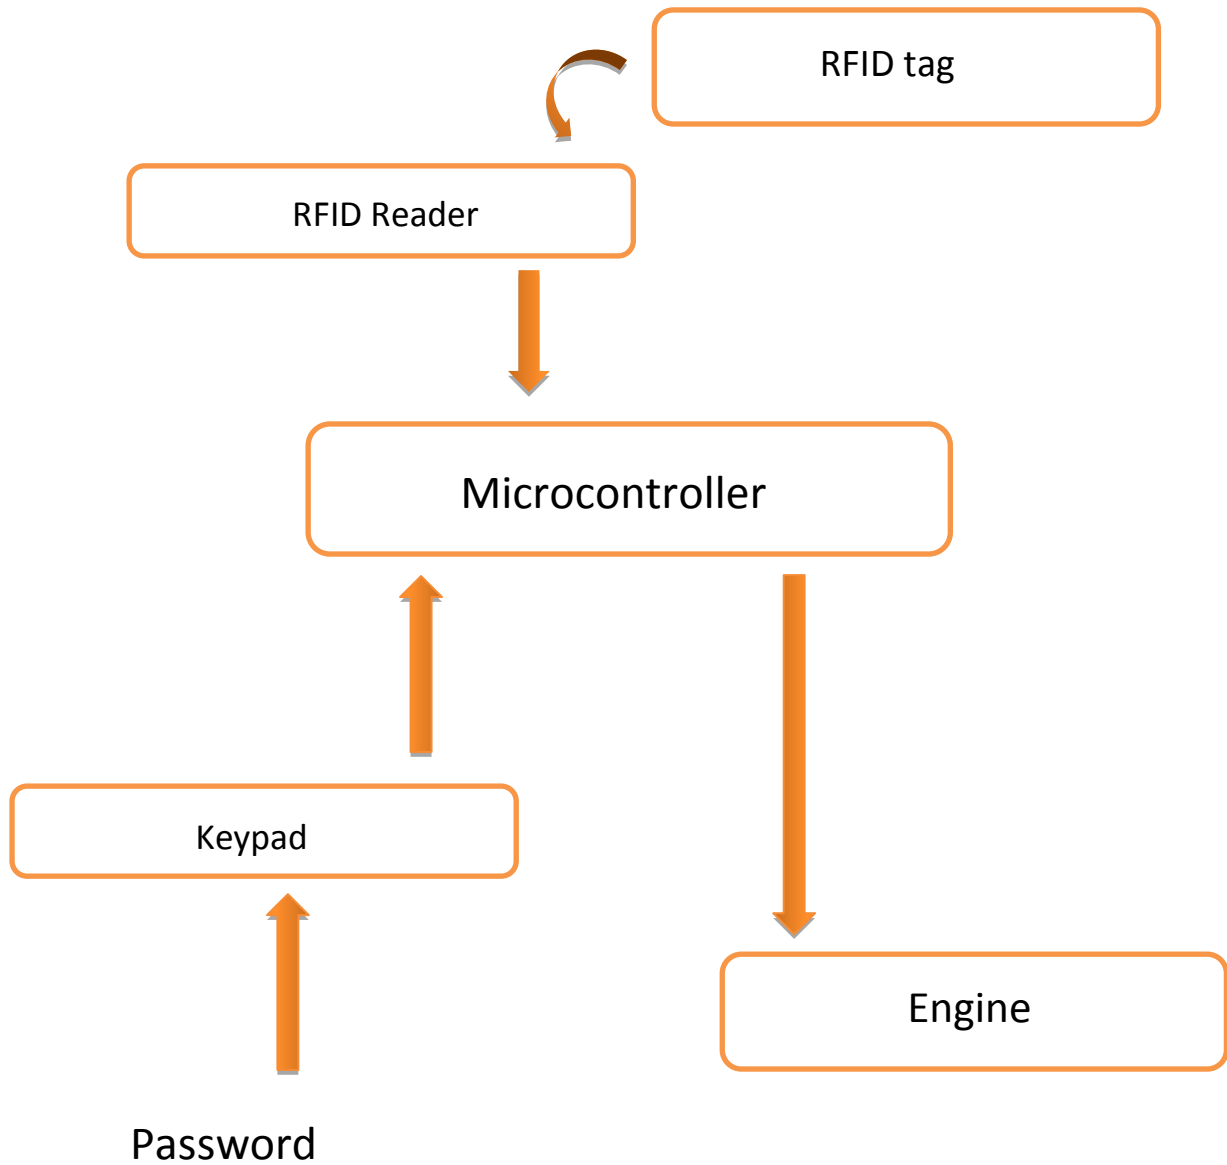 RFID tag
RFID Reader
Microcontroller
Keypad
Engine
Password